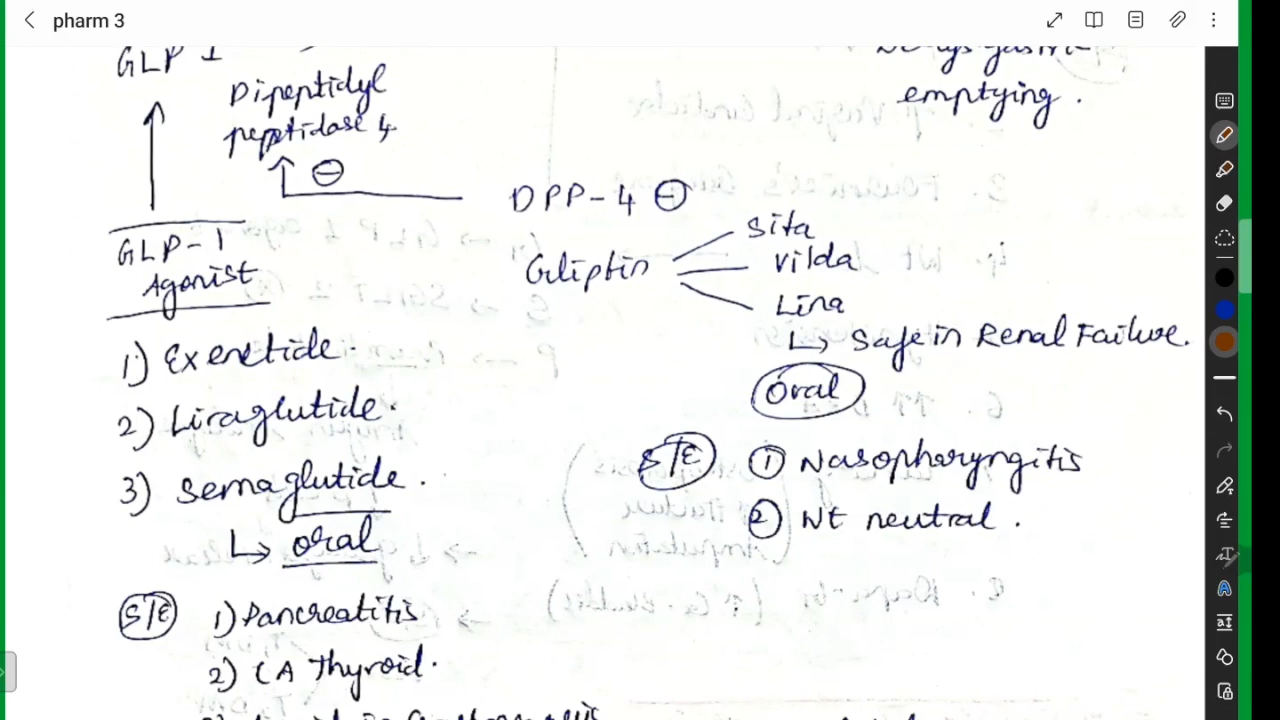 pharm 3
GLP 1
Dipeptidyl
peptidase 4
emptying .
DPP-4 ⊖
GLP-1
Agonist
Gliptin
Sita
Vilda
Lina
↳ Safe in Renal Failure.
Oral
1) Exenetide.
2) Liraglutide.
3) Semaglutide.
↳ oral
S/E ① Nasopharyngitis
② Wt neutral .
S/E 1) Pancreatitis
2) CA Thyroid.